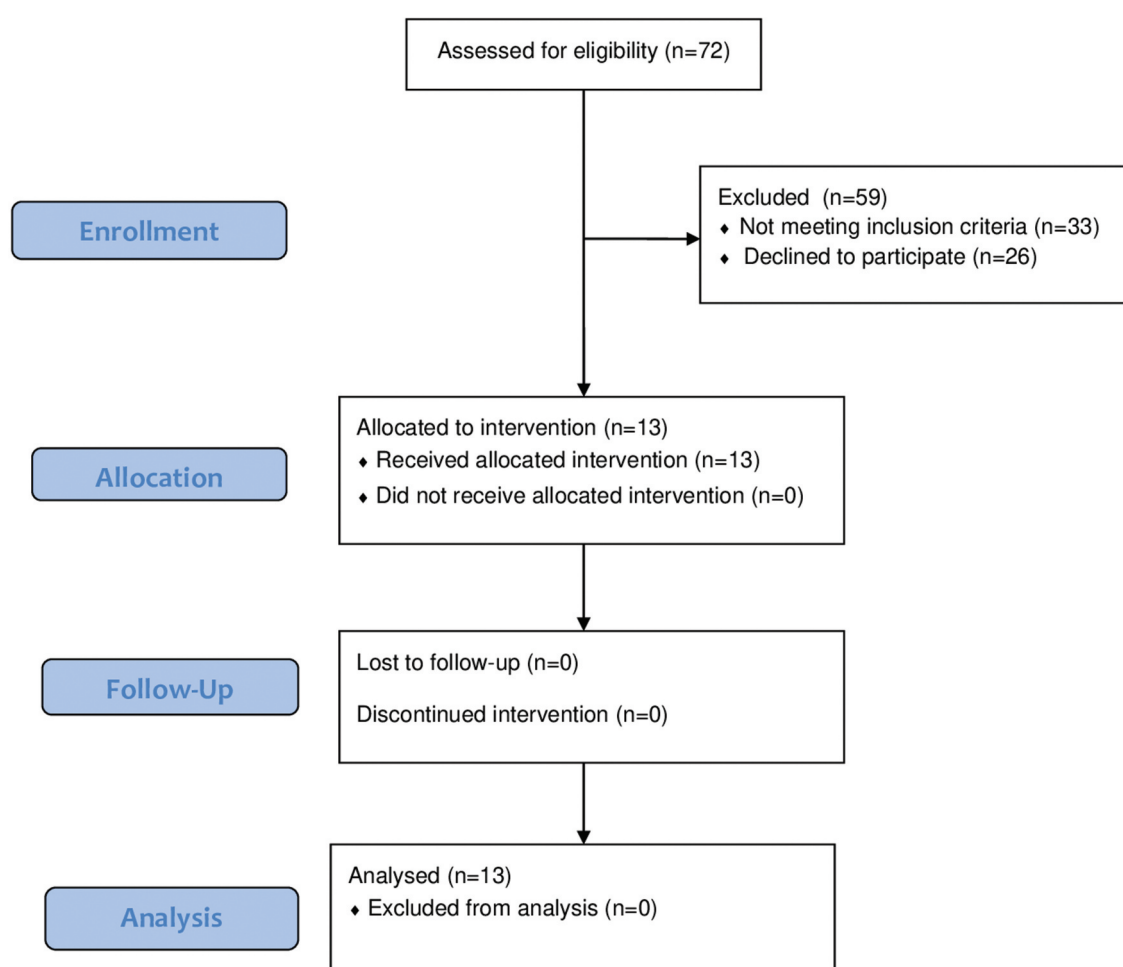 Assessed for eligibility (n=72)
Enrollment
Excluded (n=59)
♦ Not meeting inclusion criteria (n=33)
♦ Declined to participate (n=26)
Allocation
Allocated to intervention (n=13)
♦ Received allocated intervention (n=13)
♦ Did not receive allocated intervention (n=0)
Follow-Up
Lost to follow-up (n=0)
Discontinued intervention (n=0)
Analysis
Analysed (n=13)
♦ Excluded from analysis (n=0)